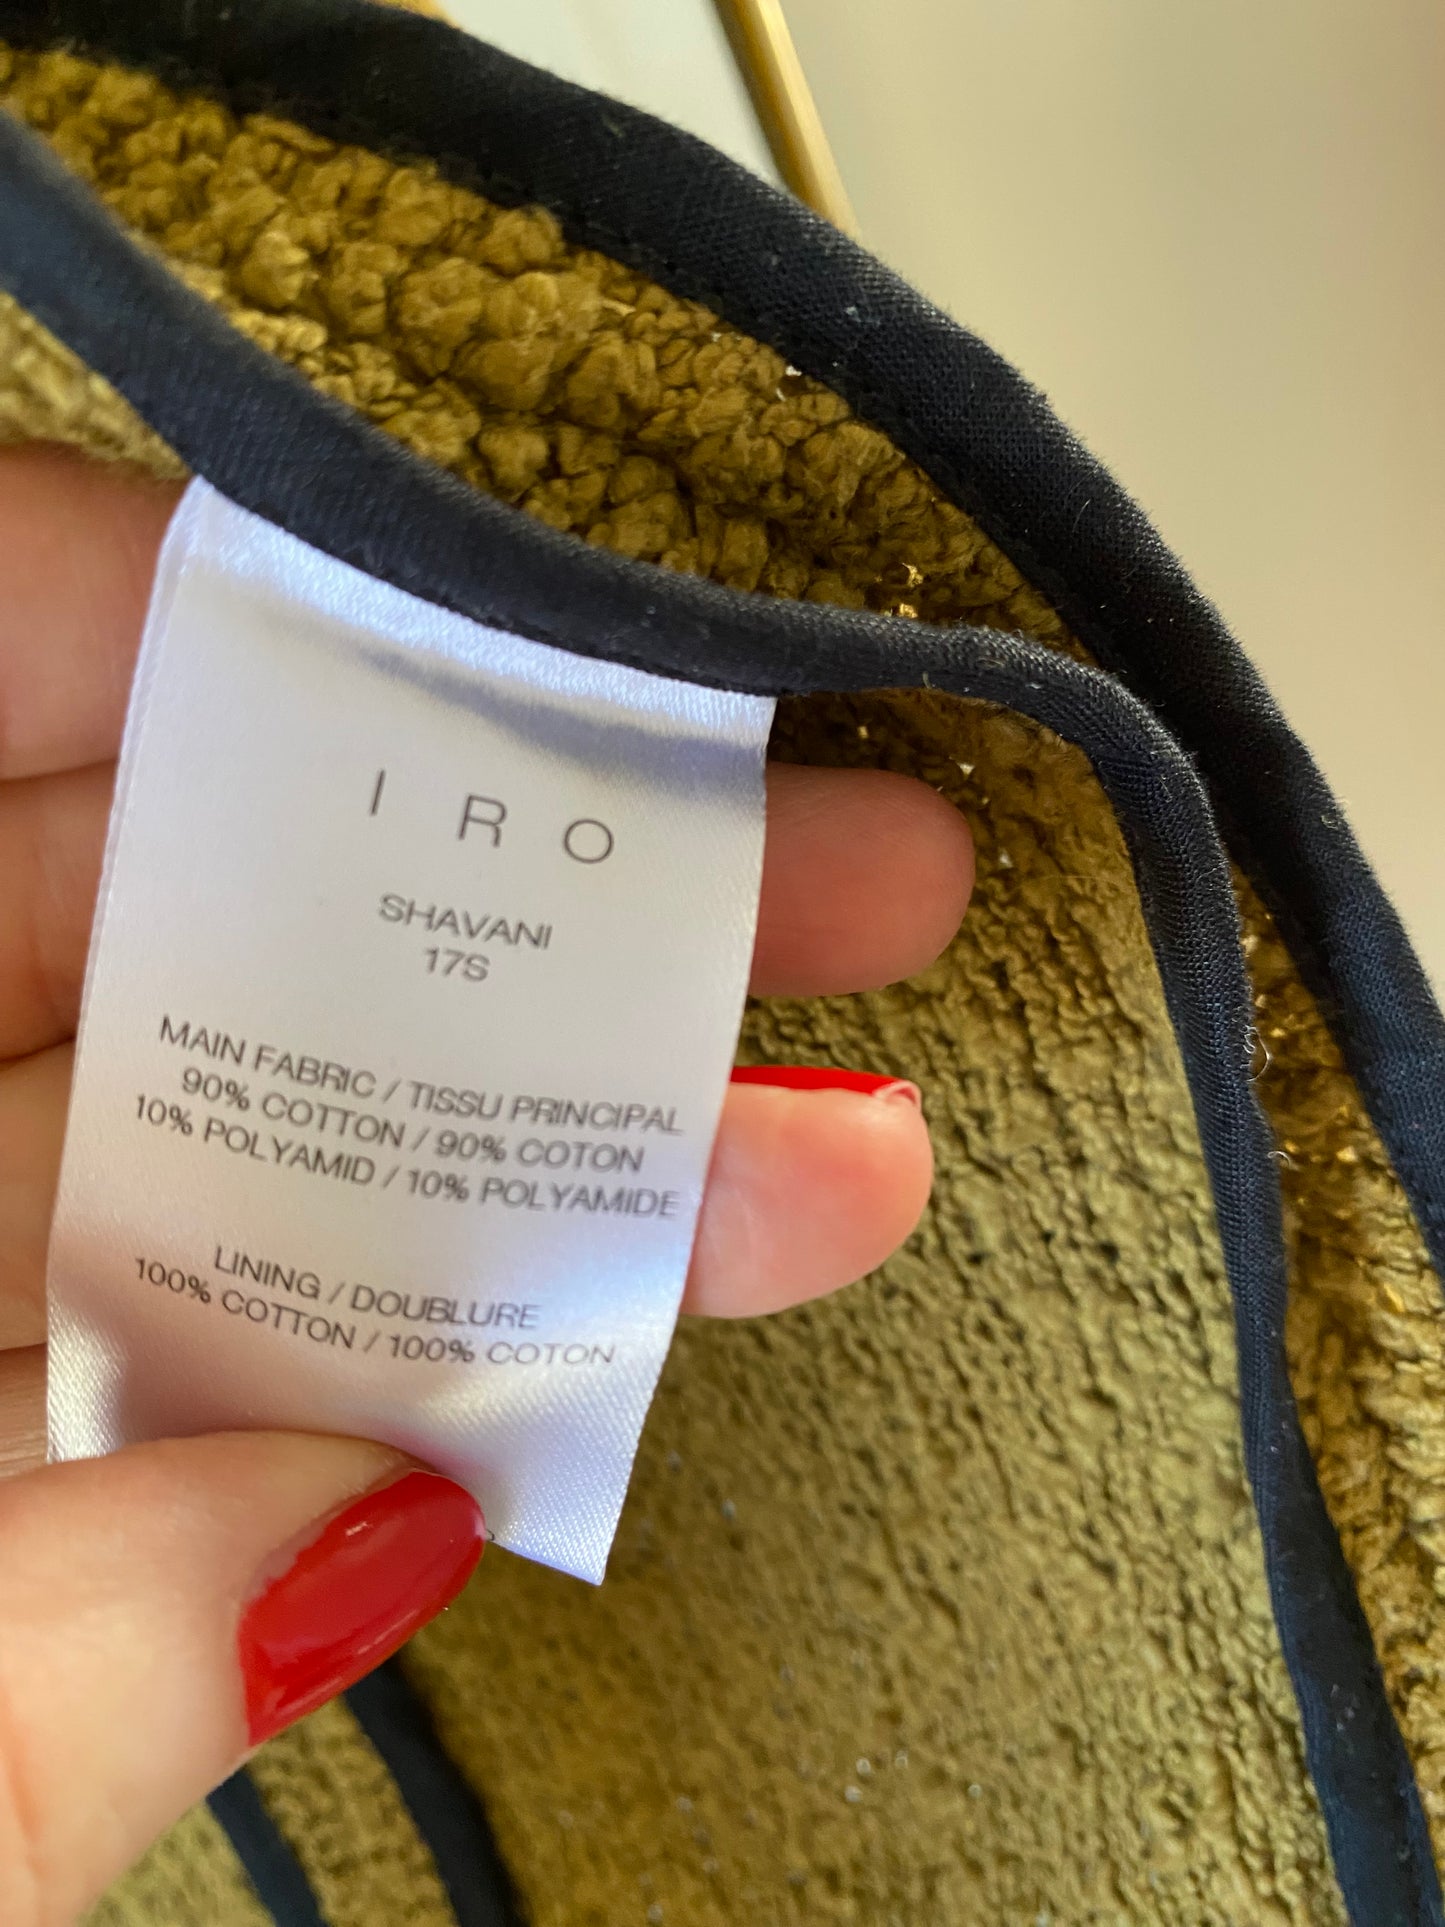 IRO
SHAVANI
17S
MAIN FABRIC / TISSU PRINCIPAL
90% COTTON / 90% COTON
10% POLYAMID / 10% POLYAMIDE
LINING / DOUBLURE
100% COTTON / 100% COTON